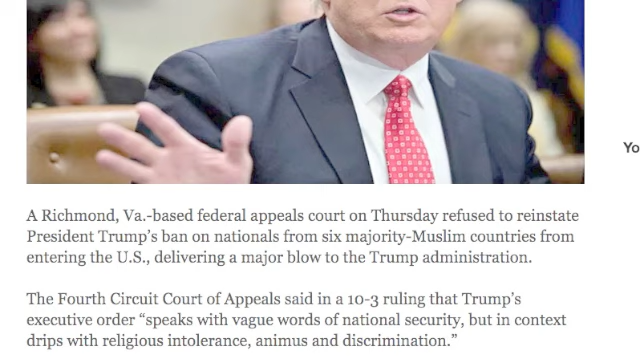 Yo
A Richmond, Va.-based federal appeals court on Thursday refused to reinstate
President Trump’s ban on nationals from six majority-Muslim countries from
entering the U.S., delivering a major blow to the Trump administration.
The Fourth Circuit Court of Appeals said in a 10-3 ruling that Trump’s
executive order “speaks with vague words of national security, but in context
drips with religious intolerance, animus and discrimination.”